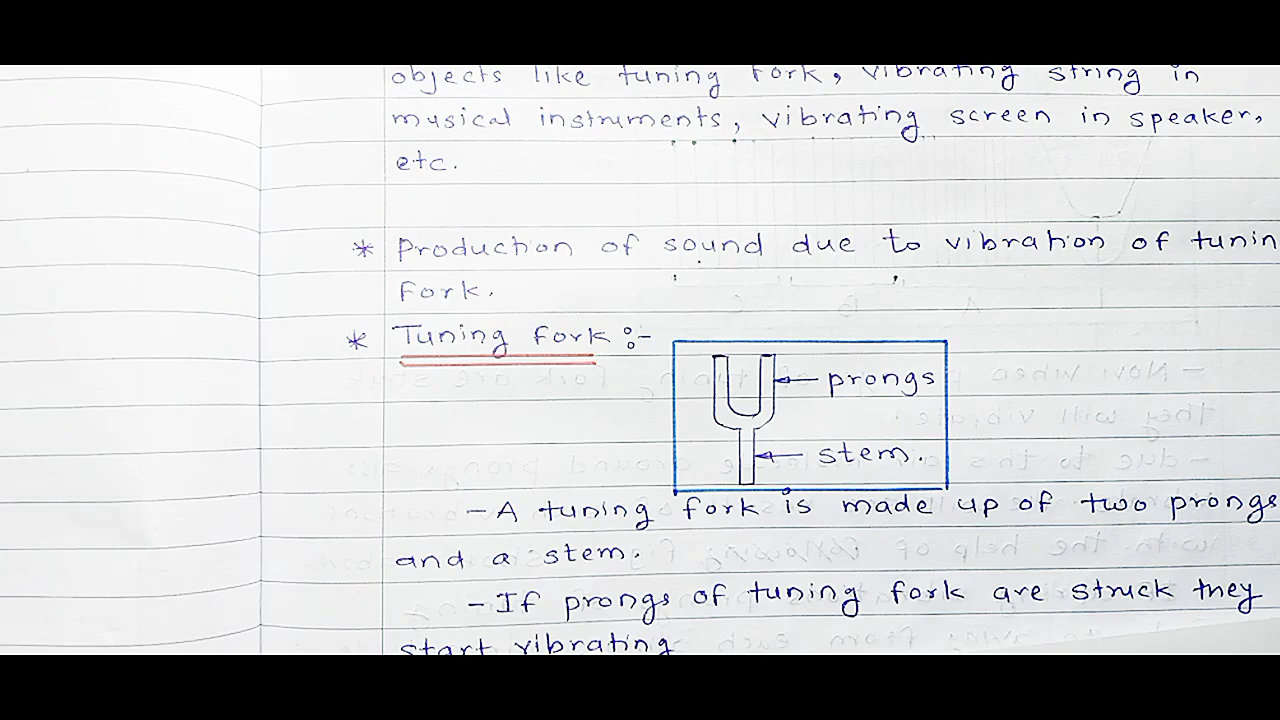 objects like tuning fork, vibrating string in
musical instruments, vibrating screen in speaker,
etc.
* Production of sound due to vibration of tunin
fork.
* Tuning fork :-
prongs
stem.
- A tuning fork is made up of two prongs
and a stem.
- If prongs of tuning fork are struck they
start vibrating